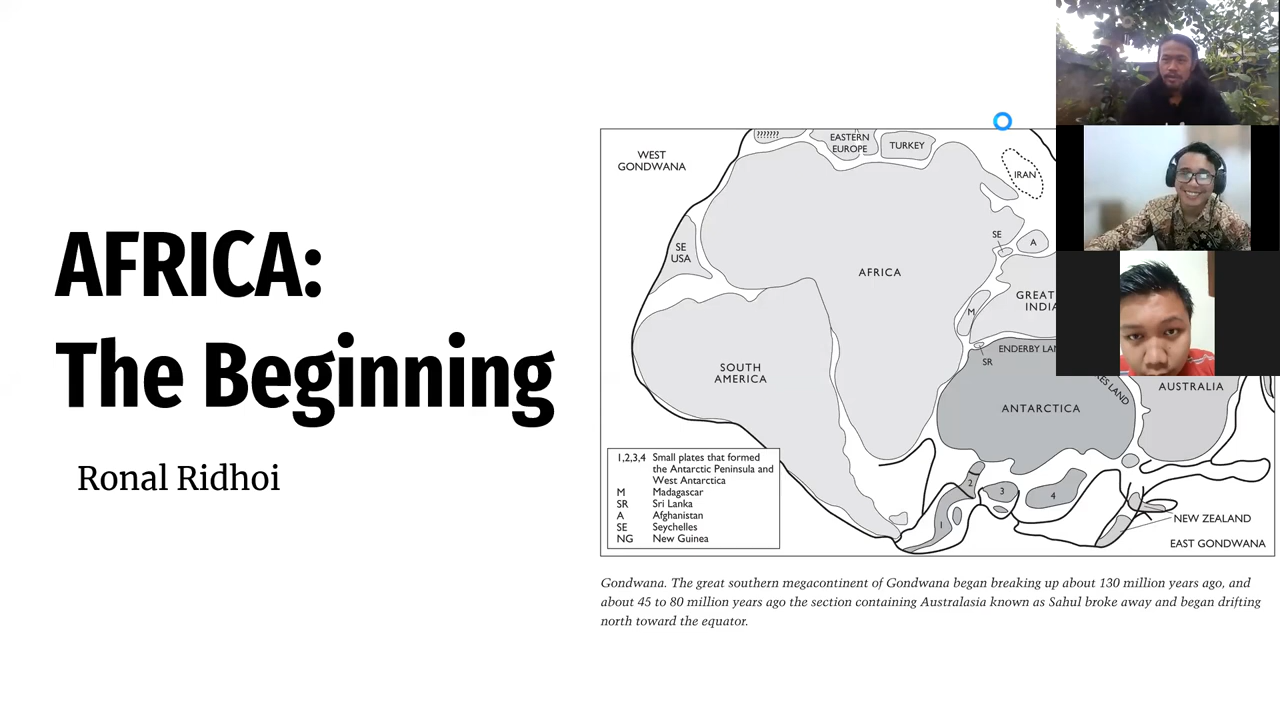 AFRICA:
The Beginning
Ronal Ridhoi
WEST
GONDWANA
???????
EASTERN
EUROPE
TURKEY
IRAN
SE
USA
SE
A
AFRICA
GREAT
INDIA
M
SR
ENDERBY LAN
ES LAND
SOUTH
AMERICA
ANTARCTICA
AUSTRALIA
1
2
3
4
NEW ZEALAND
EAST GONDWANA
1,2,3,4 Small plates that formed
the Antarctic Peninsula and
West Antarctica
M Madagascar
SR Sri Lanka
A Afghanistan
SE Seychelles
NG New Guinea
Gondwana. The great southern megacontinent of Gondwana began breaking up about 130 million years ago, and
about 45 to 80 million years ago the section containing Australasia known as Sahul broke away and began drifting
north toward the equator.